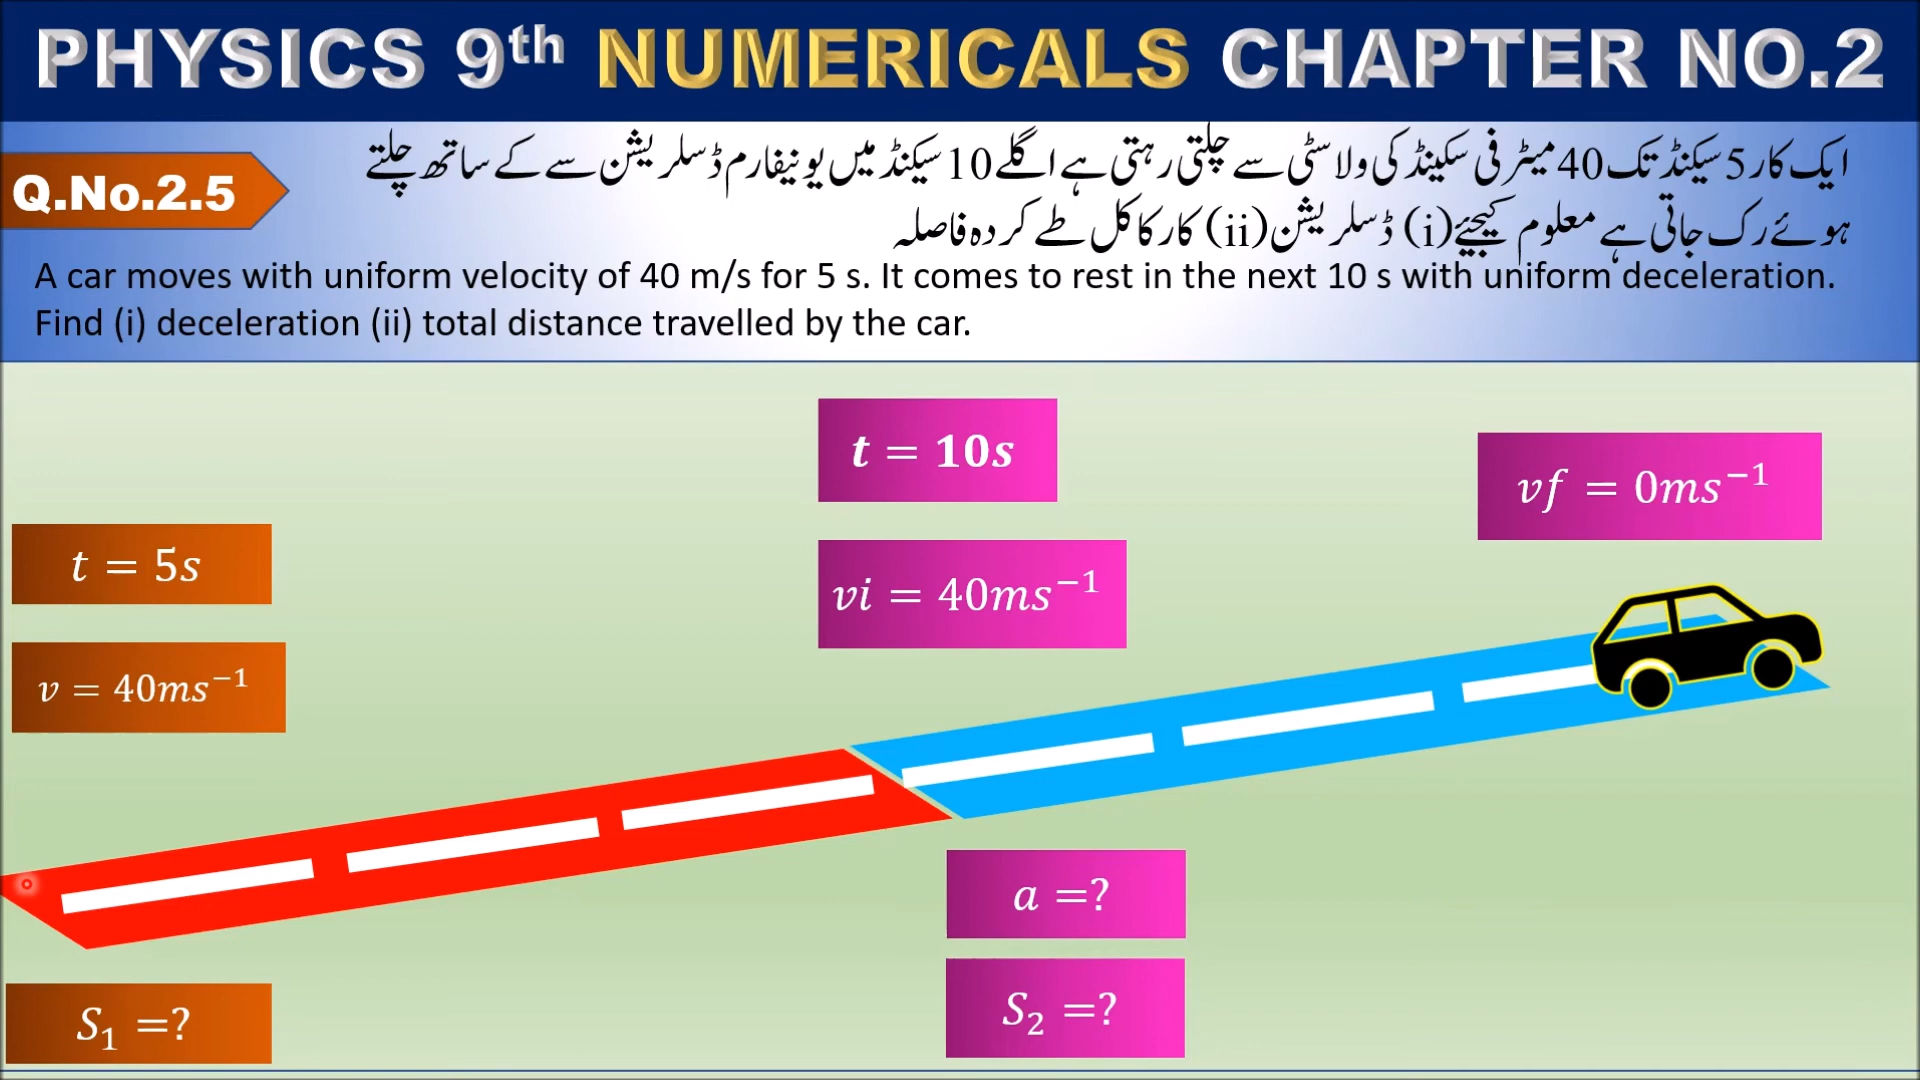 PHYSICS 9th NUMERICALS CHAPTER NO.2
Q.No.2.5
ایک کار 5 سیکنڈ تک 40 میٹر فی سکینڈ کی ولاسٹی سے چلتی رہتی ہے اگلے 10 سیکنڈ میں یونیفارم ڈسلریشن سے کے ساتھ چلتے
ہوئے رک جاتی ہے معلوم کیجیئے (i) ڈسلریشن (ii) کار کا کل طے کردہ فاصلہ
A car moves with uniform velocity of 40 m/s for 5 s. It comes to rest in the next 10 s with uniform deceleration.
Find (i) deceleration (ii) total distance travelled by the car.
t = 10s
vf = 0ms⁻¹
t = 5s
vi = 40ms⁻¹
v = 40ms⁻¹
a =?
S₂ =?
S₁ =?